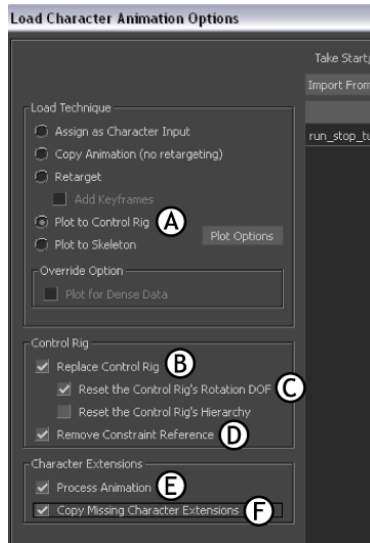 Load Character Animation Options
Take Start
Import From
run_stop_tu
Load Technique
Assign as Character Input
Copy Animation (no retargeting)
Retarget
Add Keyframes
Plot to Control Rig A
Plot Options
Plot to Skeleton
Override Option
Plot for Dense Data
Control Rig
Replace Control Rig B
Reset the Control Rig's Rotation DOF C
Reset the Control Rig's Hierarchy
Remove Constraint Reference D
Character Extensions
Process Animation E
Copy Missing Character Extensions F